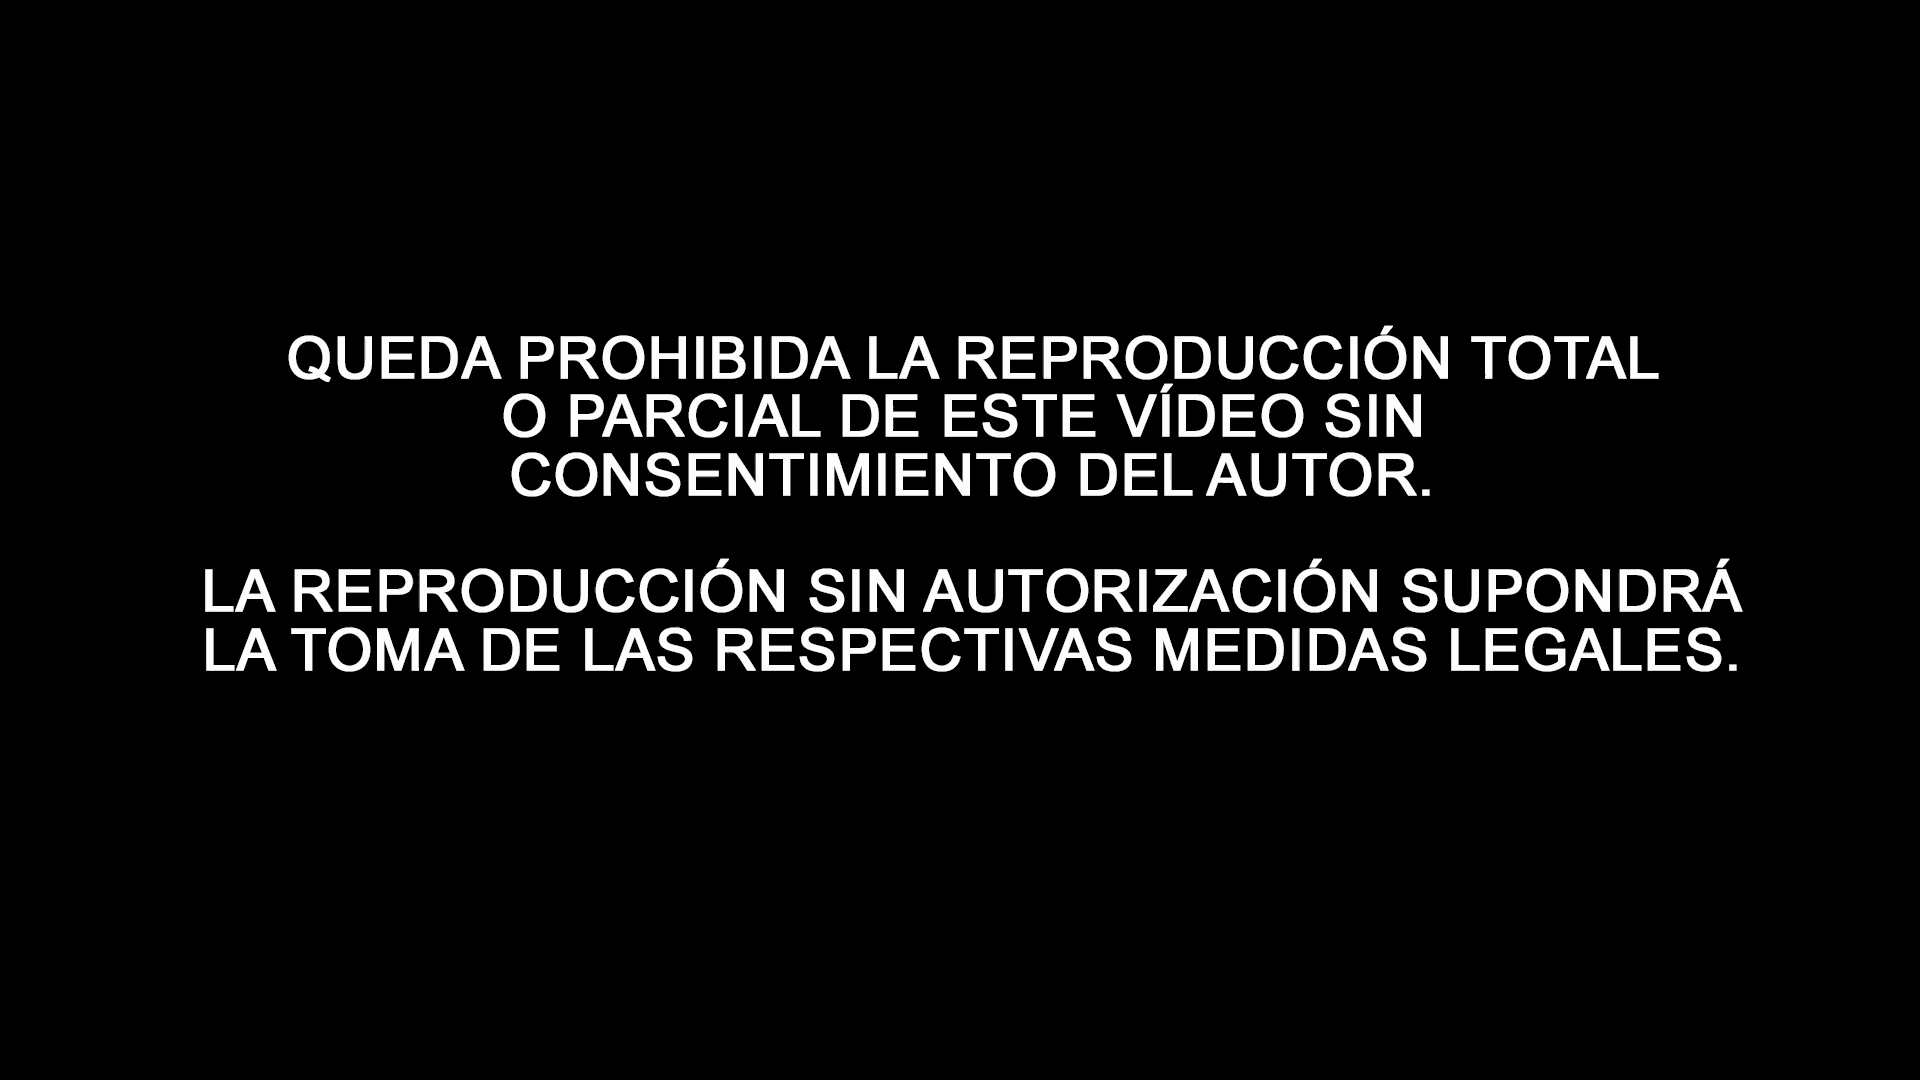 QUEDA PROHIBIDA LA REPRODUCCIÓN TOTAL
O PARCIAL DE ESTE VÍDEO SIN
CONSENTIMIENTO DEL AUTOR.
LA REPRODUCCIÓN SIN AUTORIZACIÓN SUPONDRÁ
LA TOMA DE LAS RESPECTIVAS MEDIDAS LEGALES.